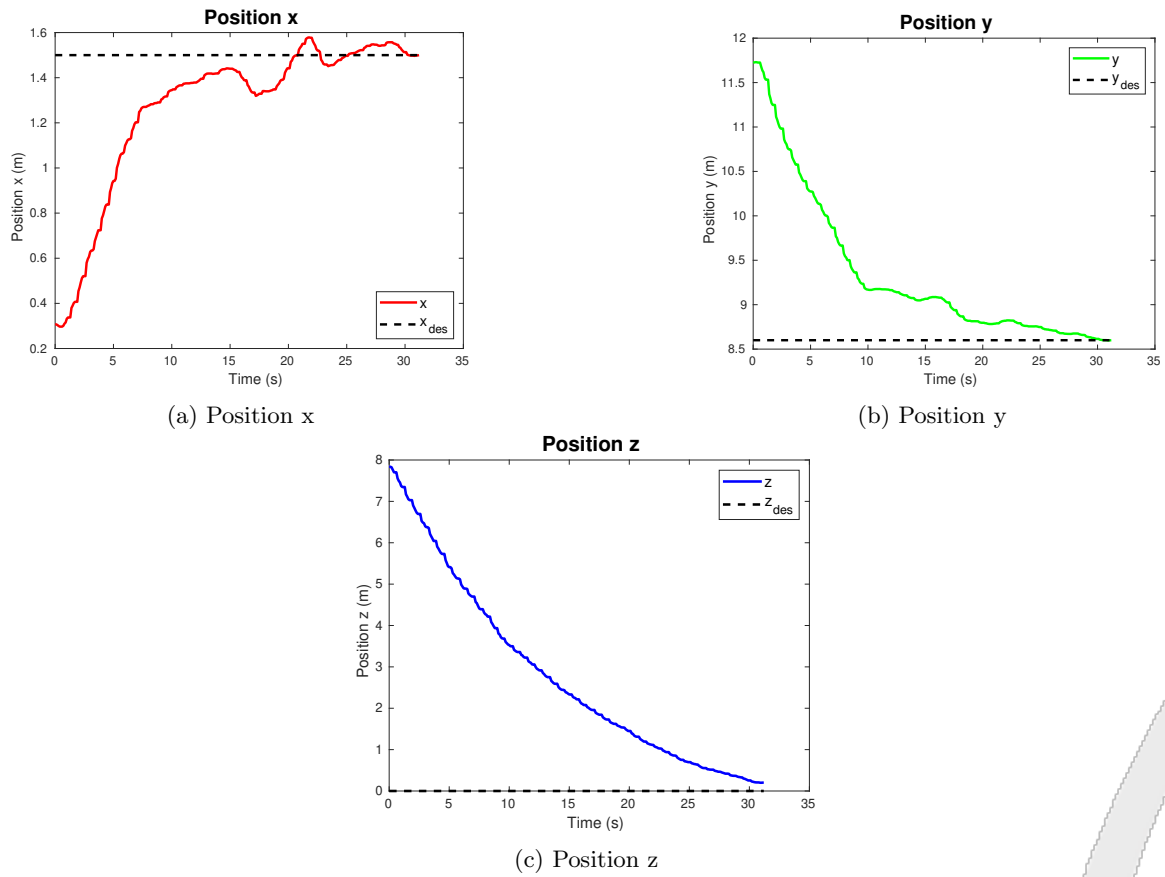 Position x
Position x (m)
1.6
1.4
1.2
1
0.8
0.6
0.4
0.2
x
x_des
0 5 10 15 20 25 30 35
Time (s)
(a) Position x
Position y
Position y (m)
12
11.5
11
10.5
10
9.5
9
8.5
y
y_des
0 5 10 15 20 25 30 35
Time (s)
(b) Position y
Position z
Position z (m)
8
7
6
5
4
3
2
1
0
z
z_des
0 5 10 15 20 25 30 35
Time (s)
(c) Position z